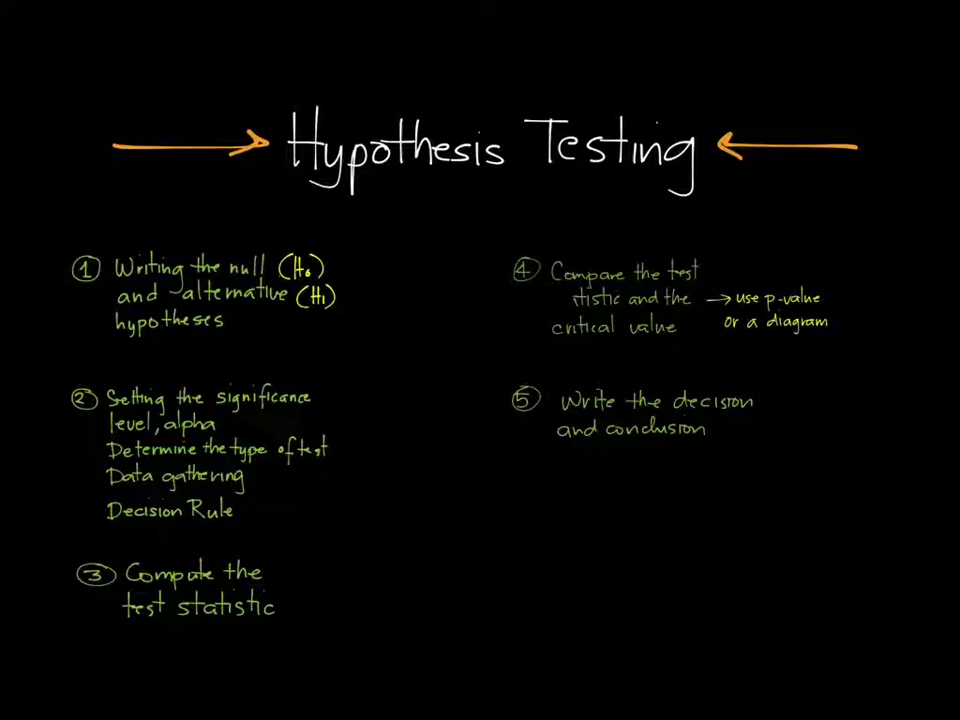 Hypothesis Testing
① Writing the null (H₀)
and alternative (H₁)
hypotheses
② Setting the significance
level, alpha
Determine the type of test
Data gathering
Decision Rule
③ Compute the
test statistic
④ Compare the test
tistic and the
critical value
→ use p-value
or a diagram
⑤ Write the decision
and conclusion